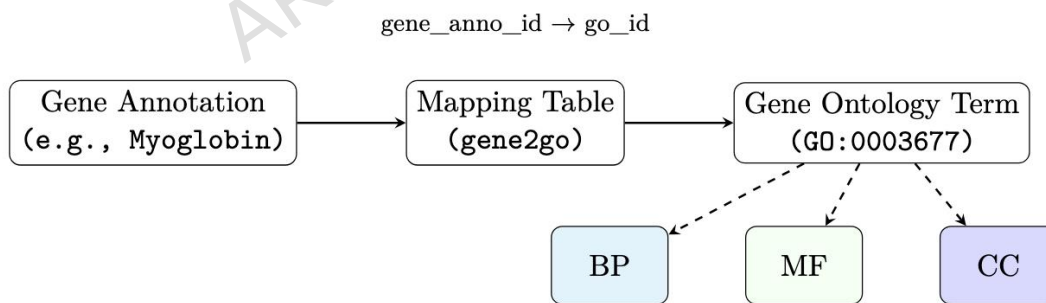 gene_anno_id → go_id
Gene Annotation
(e.g., Myoglobin)
Mapping Table
(gene2go)
Gene Ontology Term
(GO:0003677)
BP
MF
CC